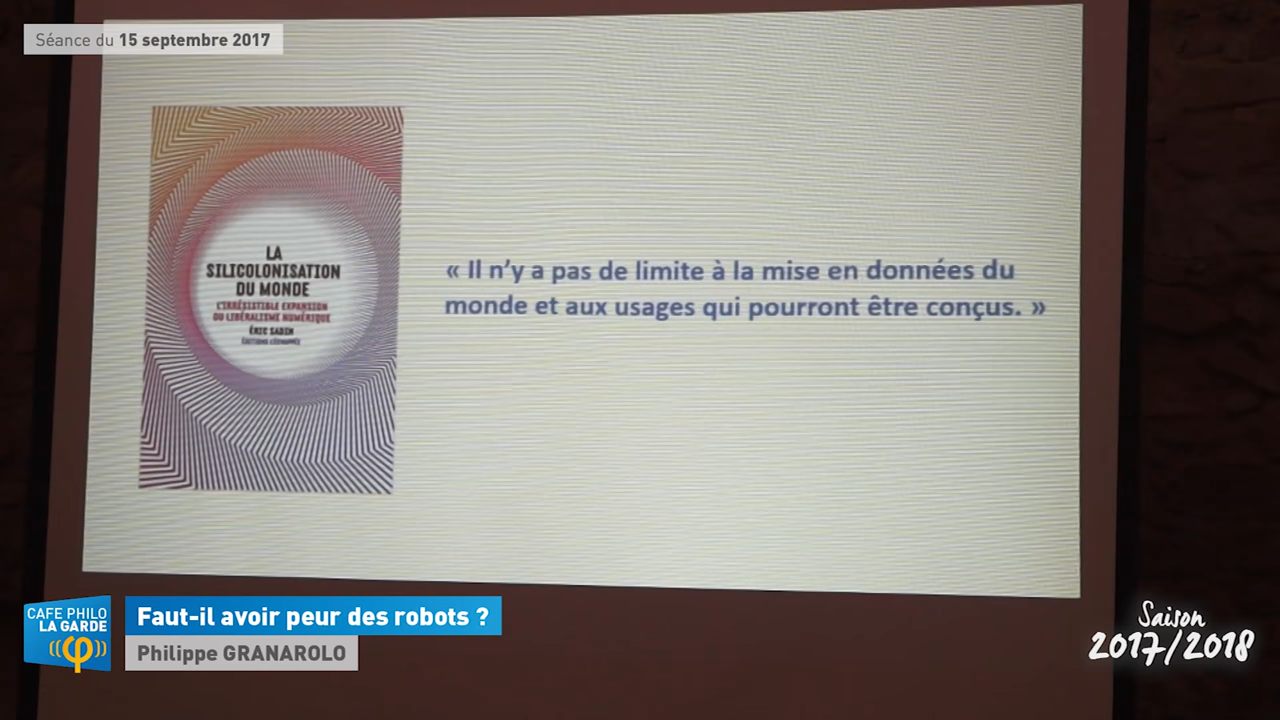 Séance du 15 septembre 2017
LA
SILICOLONISATION
DU MONDE
L'IRRÉSISTIBLE EXPANSION
DU LIBÉRALISME NUMÉRIQUE
ÉRIC SADIN
ÉDITIONS L'ÉCHAPPÉE
« Il n'y a pas de limite à la mise en données du
monde et aux usages qui pourront être conçus. »
CAFE PHILO
LA GARDE
Faut-il avoir peur des robots ?
Philippe GRANAROLO
Saison
2017/2018